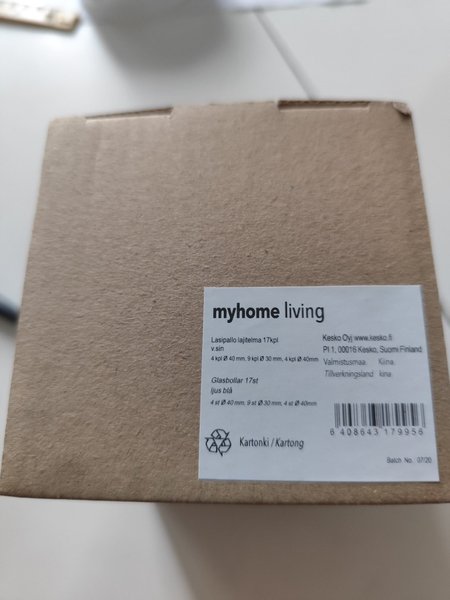 myhome living
Lasipallo lajitelma 17kpl
v.sin
4 kpl Ø 40 mm, 9 kpl Ø 30 mm, 4 kpl Ø 40mm
Glasbollar 17st
ljus blå
4 st Ø 40 mm, 9 st Ø 30 mm, 4 st Ø 40mm
Kartonki / Kartong
Kesko Oyj www.kesko.fi
PI 1, 00016 Kesko, Suomi Finland
Valmistusmaa. Kiina.
Tillverkningsland kina
6 408643 179956
Batch No.: 07/20